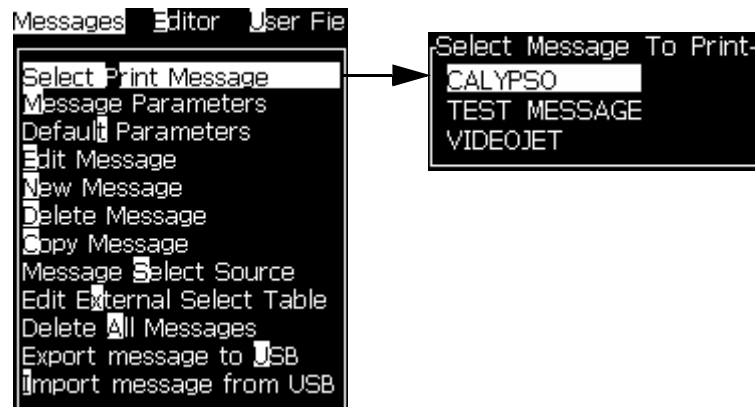 Messages Editor User Fie
Select Print Message
Message Parameters
Default Parameters
Edit Message
New Message
Delete Message
Copy Message
Message Select Source
Edit External Select Table
Delete All Messages
Export message to USB
Import message from USB
Select Message To Print
CALYPSO
TEST MESSAGE
VIDEOJET